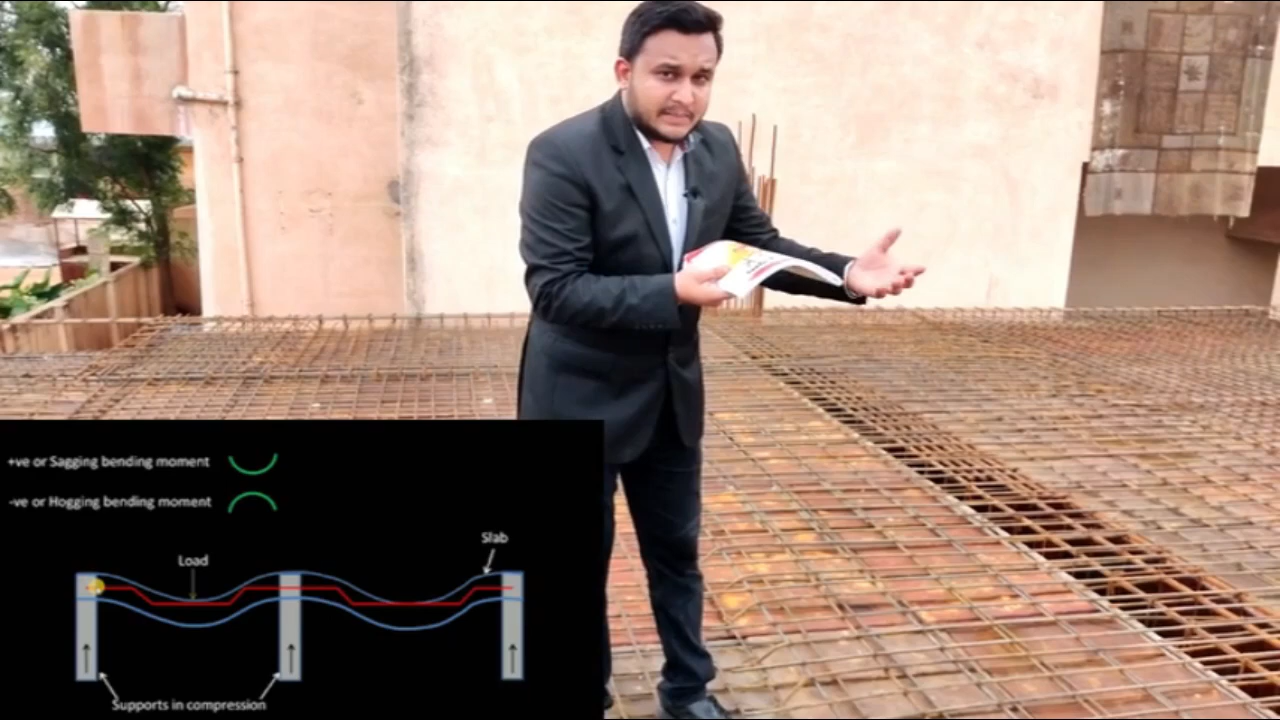 +ve or Sagging bending moment
-ve or Hogging bending moment
Slab
Load
Supports in compression